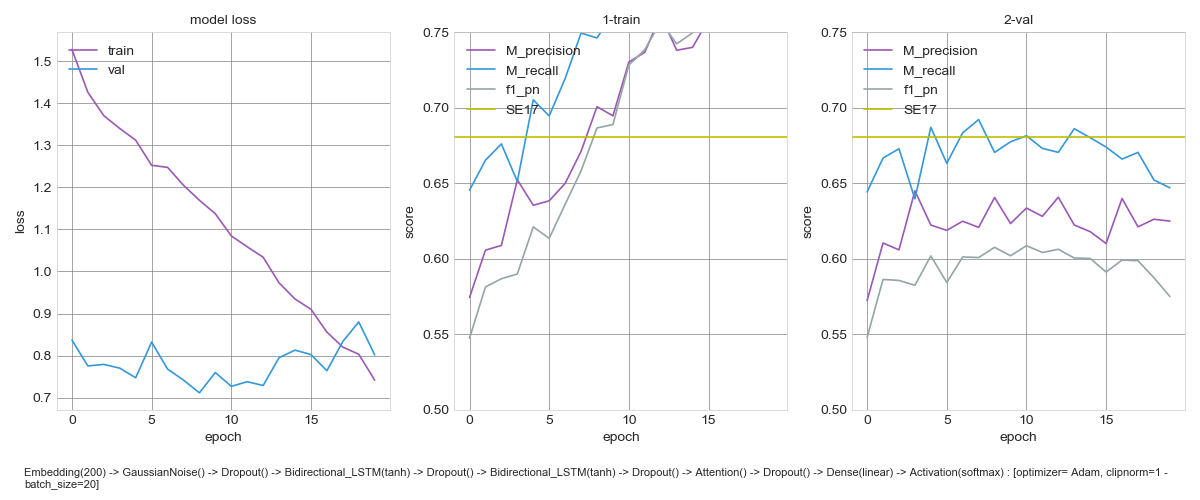 model loss
train
val
loss
1.5
1.4
1.3
1.2
1.1
1.0
0.9
0.8
0.7
0
5
10
15
epoch
1-train
M_precision
M_recall
f1_pn
SE17
score
0.75
0.70
0.65
0.60
0.55
0.50
0
5
10
15
epoch
2-val
M_precision
M_recall
f1_pn
SE17
score
0.75
0.70
0.65
0.60
0.55
0.50
0
5
10
15
epoch
Embedding(200) -> GaussianNoise() -> Dropout() -> Bidirectional_LSTM(tanh) -> Dropout() -> Bidirectional_LSTM(tanh) -> Dropout() -> Attention() -> Dropout() -> Dense(linear) -> Activation(softmax) : [optimizer= Adam, clipnorm=1 -
batch_size=20]